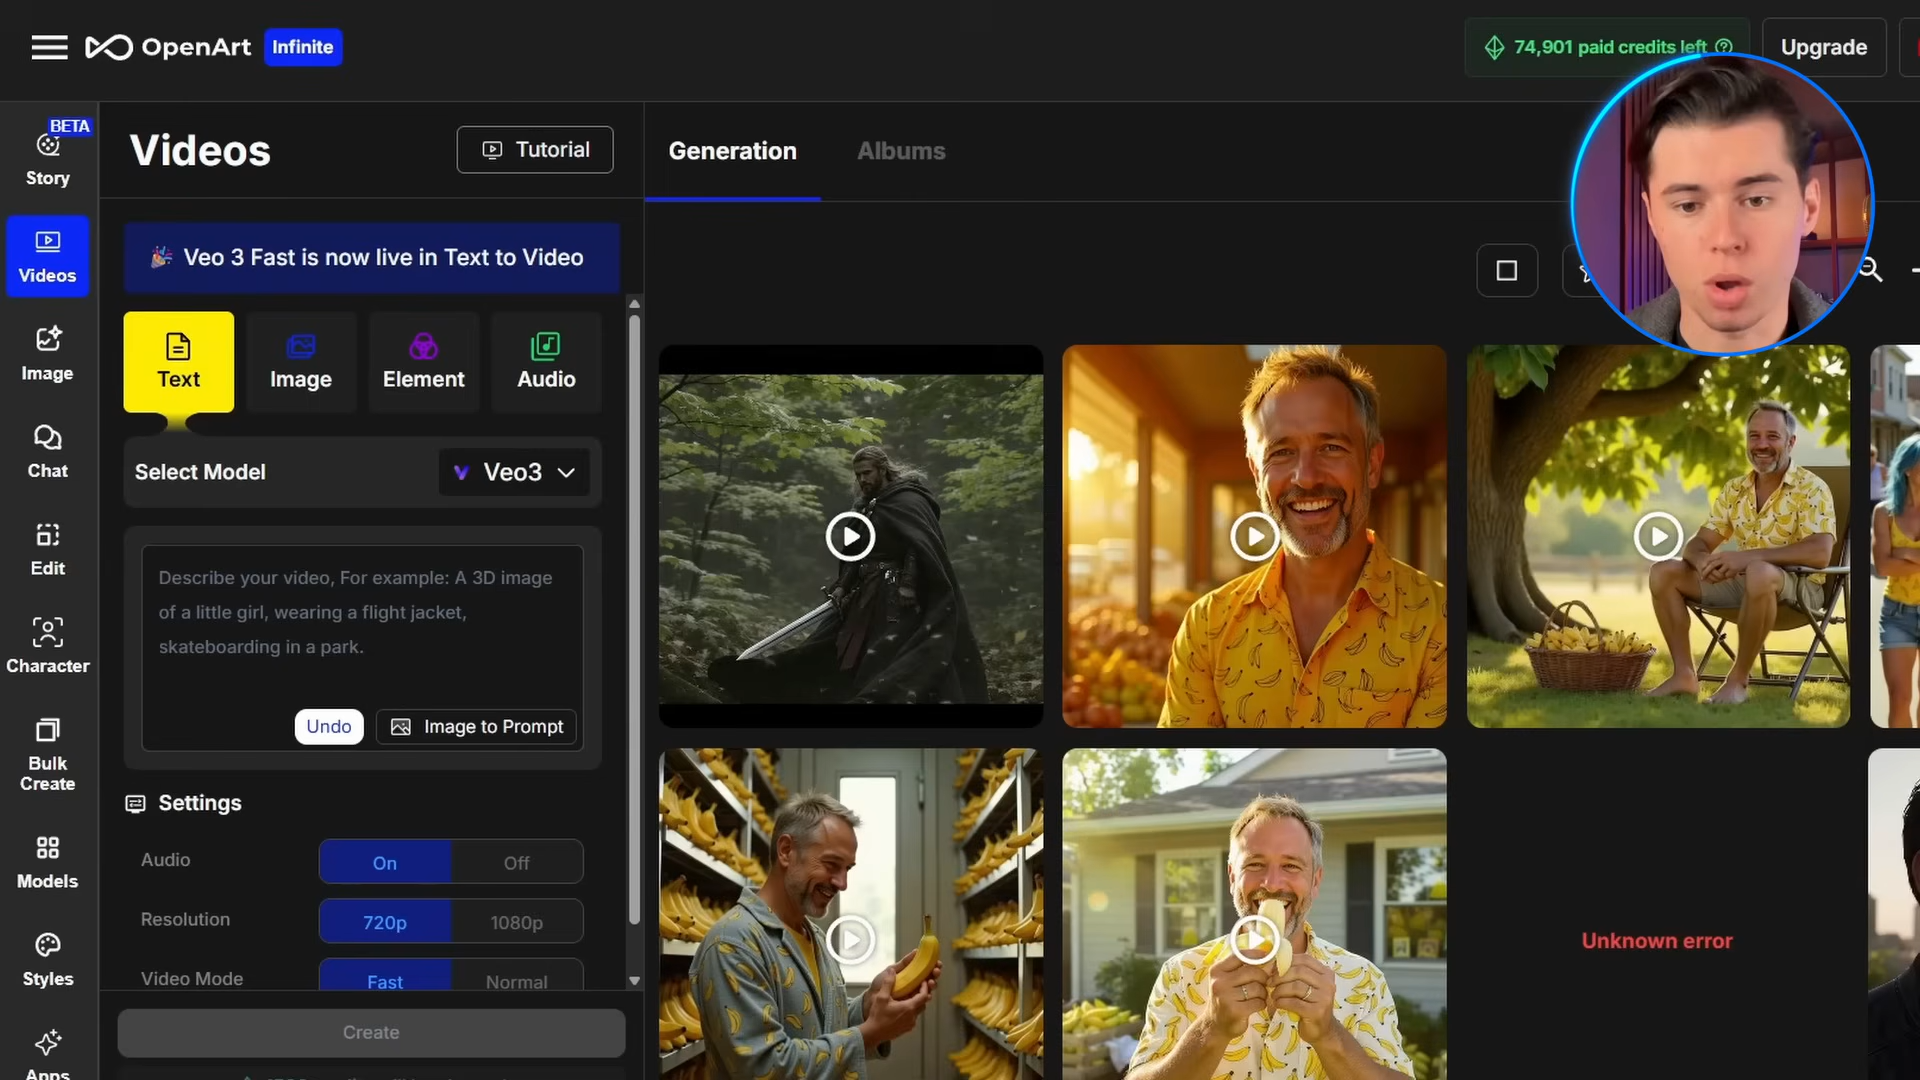 OpenArt Infinite
74,901 paid credits left
Upgrade
BETA
Story
Videos
Image
Chat
Edit
Character
Bulk
Create
Models
Styles
Apps
Videos
Tutorial
Veo 3 Fast is now live in Text to Video
Text
Image
Element
Audio
Select Model
Veo3
Describe your video, For example: A 3D image
of a little girl, wearing a flight jacket,
skateboarding in a park.
Undo
Image to Prompt
Settings
Audio
On
Off
Resolution
720p
1080p
Video Mode
Fast
Normal
Create
Generation
Albums
Unknown error